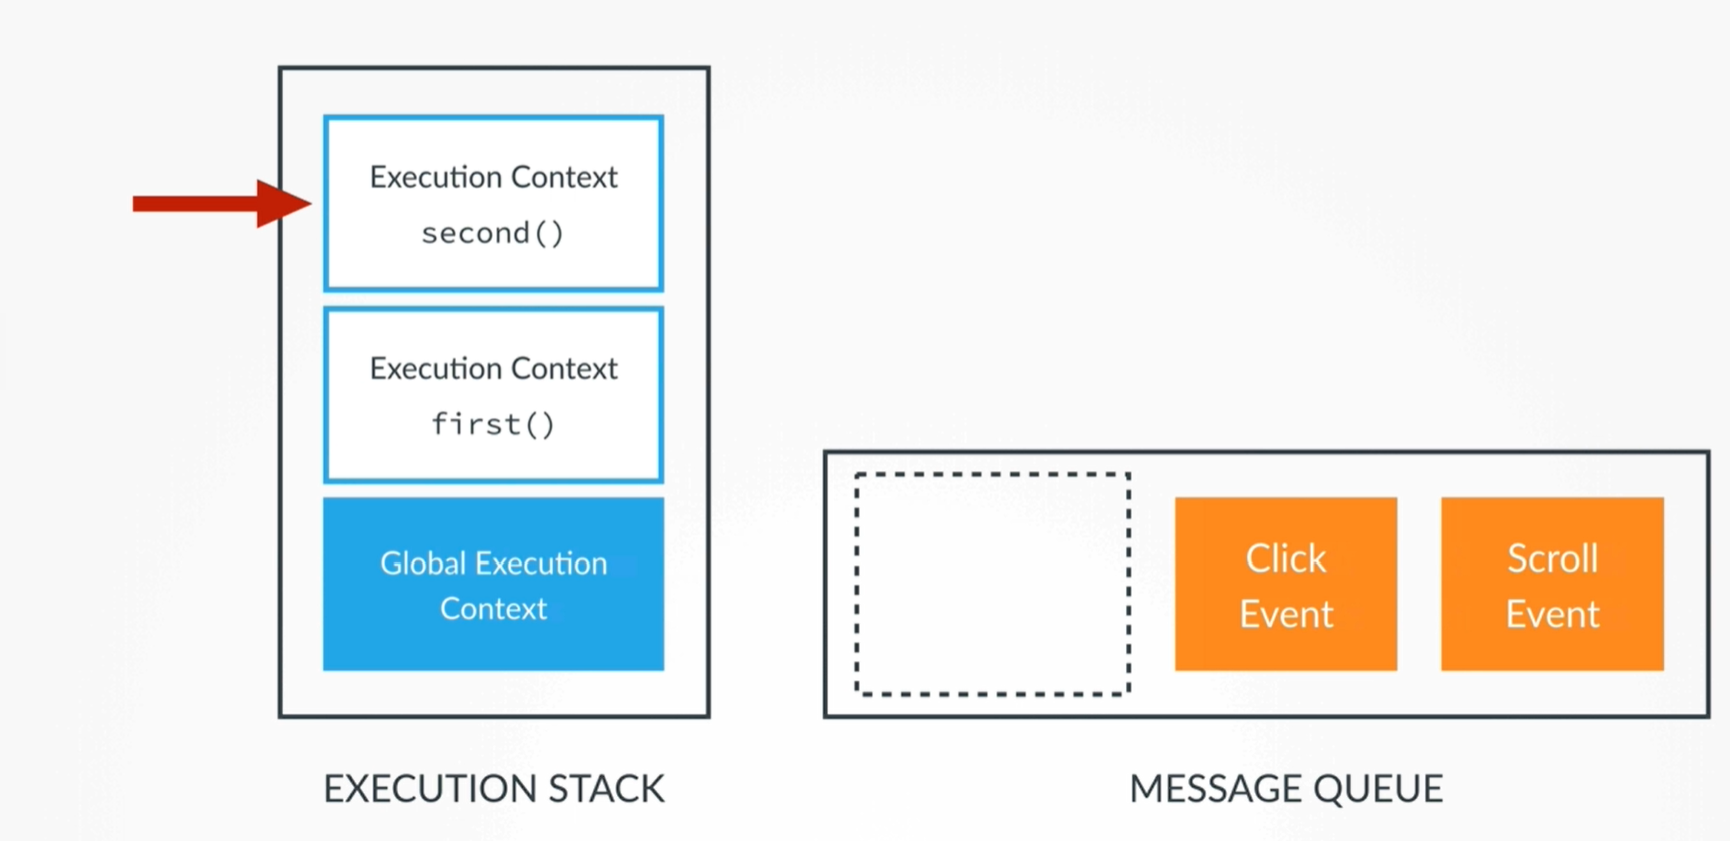 Execution Context
second()
Execution Context
first()
Global Execution
Context
EXECUTION STACK
Click
Event
Scroll
Event
MESSAGE QUEUE